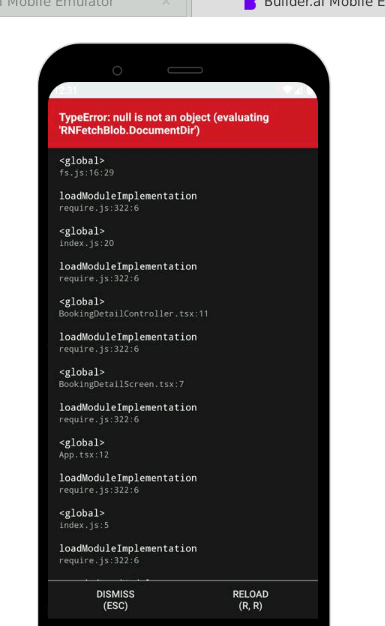 Mobile Emulator ×
Builder.ai Mobile E
12:31
TypeError: null is not an object (evaluating
'RNFetchBlob.DocumentDir')
<global>
fs.js:16:29
loadModuleImplementation
require.js:322:6
<global>
index.js:20
loadModuleImplementation
require.js:322:6
<global>
BookingDetailController.tsx:11
loadModuleImplementation
require.js:322:6
<global>
BookingDetailScreen.tsx:7
loadModuleImplementation
require.js:322:6
<global>
App.tsx:12
loadModuleImplementation
require.js:322:6
<global>
index.js:5
loadModuleImplementation
require.js:322:6
DISMISS
(ESC)
RELOAD
(R, R)